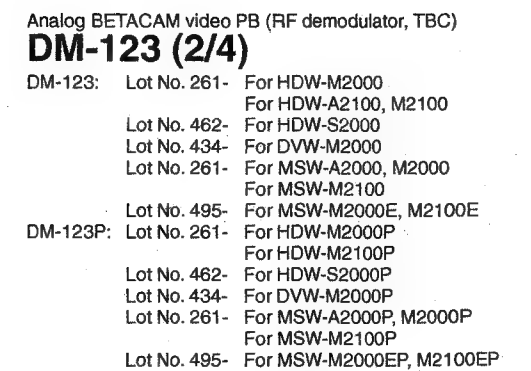 Analog BETACAM video PB (RF demodulator, TBC)
DM-123 (2/4)
DM-123: Lot No. 261- For HDW-M2000
For HDW-A2100, M2100
Lot No. 462- For HDW-S2000
Lot No. 434- For DVW-M2000
Lot No. 261- For MSW-A2000, M2000
For MSW-M2100
Lot No. 495- For MSW-M2000E, M2100E
DM-123P: Lot No. 261- For HDW-M2000P
For HDW-M2100P
Lot No. 462- For HDW-S2000P
Lot No. 434- For DVW-M2000P
Lot No. 261- For MSW-A2000P, M2000P
For MSW-M2100P
Lot No. 495- For MSW-M2000EP, M2100EP